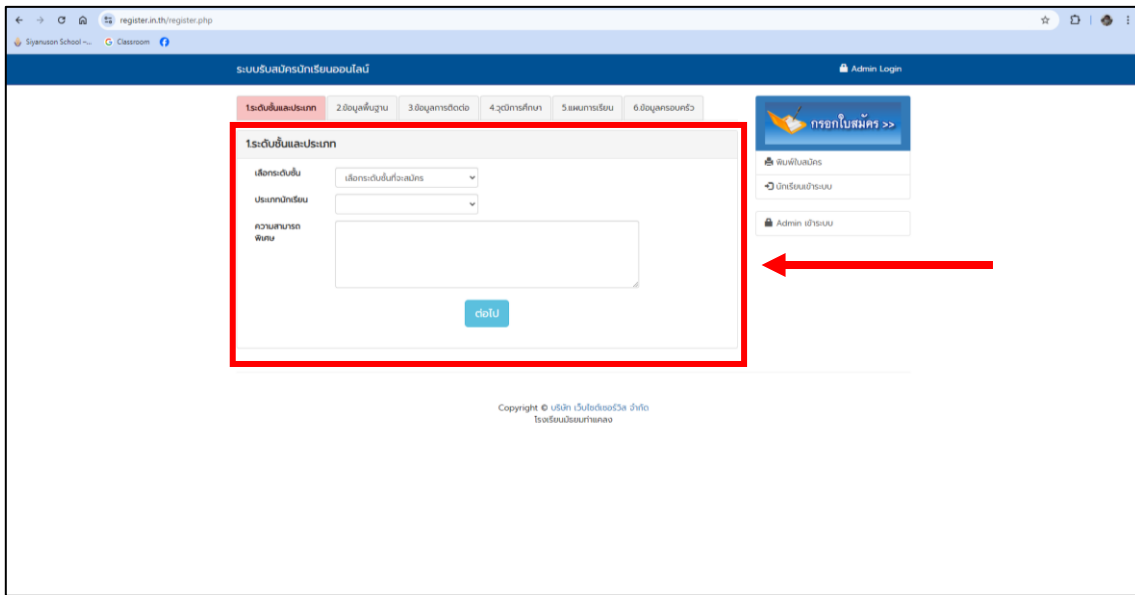 register.in.th/register.php
Siyanuson School –... Classroom
ระบบรับสมัครนักเรียนออนไลน์ Admin Login
1.ระดับชั้นและประเภท 2.ข้อมูลพื้นฐาน 3.ข้อมูลการติดต่อ 4.วุฒิการศึกษา 5.แผนการเรียน 6.ข้อมูลครอบครัว
กรอกใบสมัคร >>
1.ระดับชั้นและประเภท
พิมพ์ใบสมัคร
เลือกระดับชั้น เลือกระดับชั้นที่จะสมัคร
นักเรียนเข้าระบบ
ประเภทนักเรียน
ความสามารถ
พิเศษ
Admin เข้าระบบ
ต่อไป
Copyright © บริษัท เว็บไซต์เซอร์วิส จำกัด
โรงเรียนมัธยมท่าแคลง